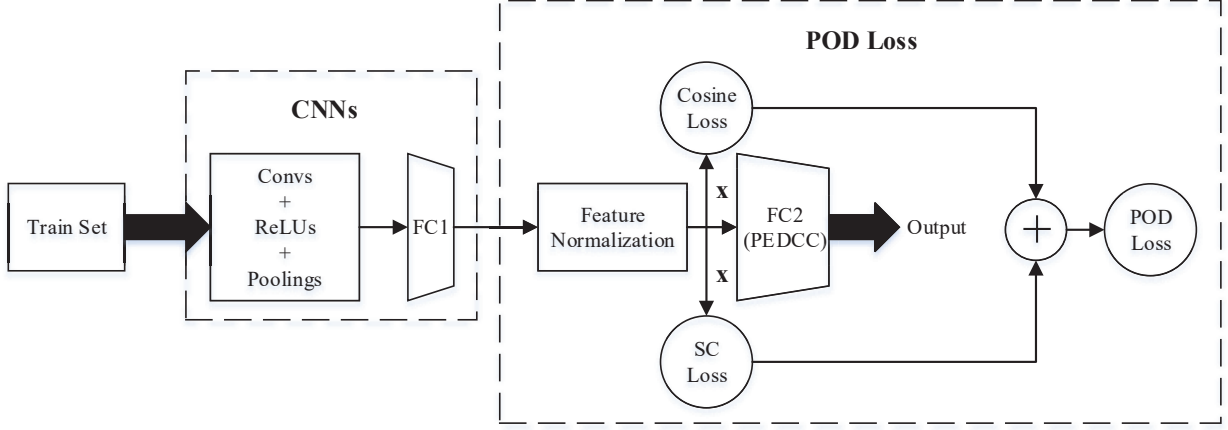 POD Loss
CNNs
Train Set
Convs
+
ReLUs
+
Poolings
FC1
Feature
Normalization
Cosine
Loss
x
x
SC
Loss
FC2
(PEDCC)
Output
+
POD
Loss